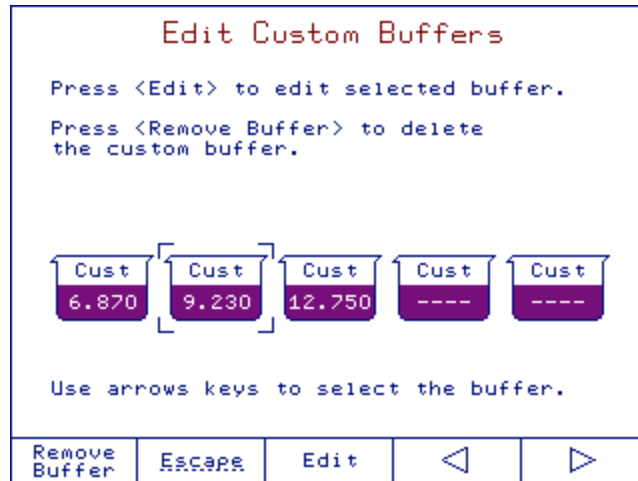 Edit Custom Buffers
Press <Edit> to edit selected buffer.
Press <Remove Buffer> to delete
the custom buffer.
Cust Cust Cust Cust Cust
6.870 9.230 12.750 ---- ----
Use arrows keys to select the buffer.
Remove Buffer Escape Edit